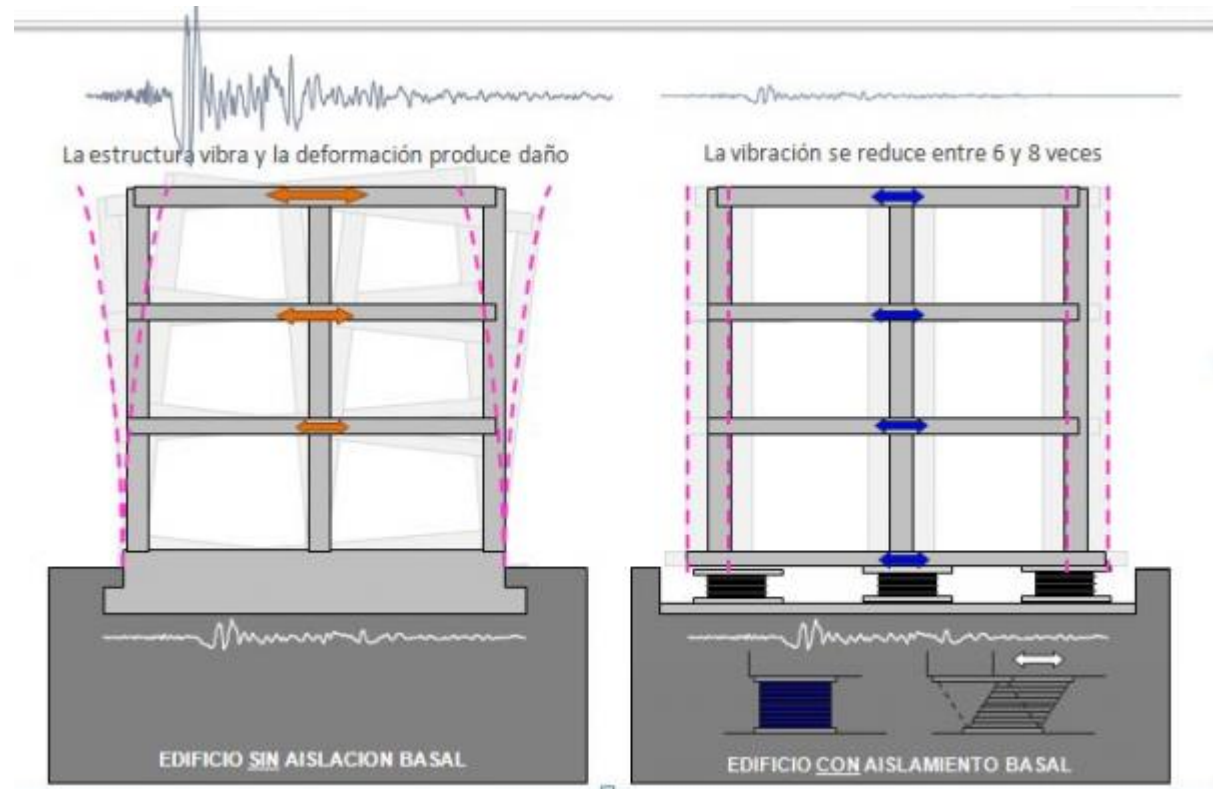 La estructura vibra y la deformación produce daño
La vibración se reduce entre 6 y 8 veces
EDIFICIO SIN AISLACION BASAL
EDIFICIO CON AISLAMIENTO BASAL